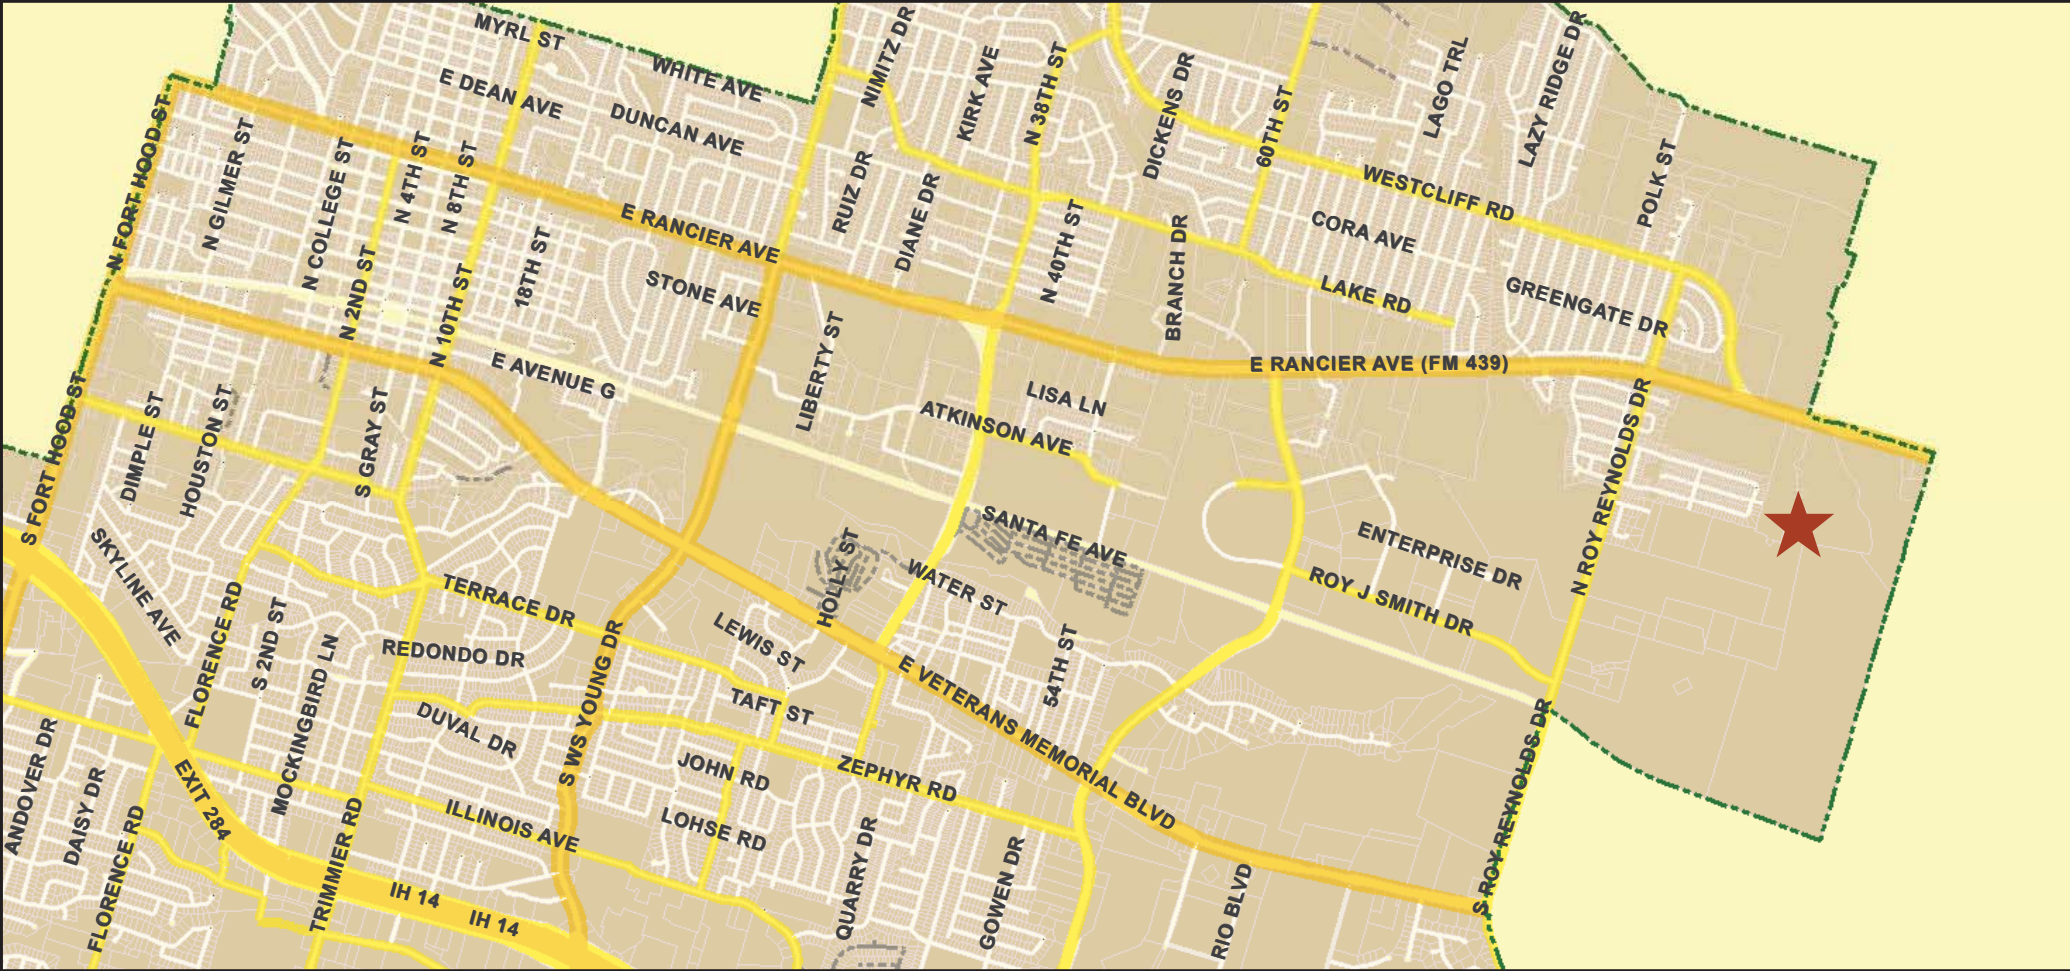 MYRL ST
WHITE AVE
E DEAN AVE
DUNCAN AVE
NIMITZ DR
KIRK AVE
N 38TH ST
DICKENS DR
60TH ST
LAGO TRL
LAZY RIDGE DR
POLK ST
N FORT HOOD ST
N GILMER ST
N COLLEGE ST
N 4TH ST
N 8TH ST
N 2ND ST
N 10TH ST
18TH ST
E RANCIER AVE
STONE AVE
RUIZ DR
DIANE DR
N 40TH ST
BRANCH DR
WESTCLIFF RD
CORA AVE
LAKE RD
GREENGATE DR
E RANCIER AVE (FM 439)
E AVENUE G
LIBERTY ST
LISA LN
ATKINSON AVE
S FORT HOOD ST
DIMPLE ST
HOUSTON ST
S GRAY ST
N ROY REYNOLDS DR
SANTA FE AVE
ENTERPRISE DR
ROY J SMITH DR
HOLLY ST
WATER ST
SKYLINE AVE
FLORENCE RD
S 2ND ST
MOCKINGBIRD LN
TERRACE DR
REDONDO DR
LEWIS ST
TAFT ST
54TH ST
E VETERANS MEMORIAL BLVD
S WS YOUNG DR
DUVAL DR
JOHN RD
ZEPHYR RD
ILLINOIS AVE
LOHSE RD
7
ANDOVER DR
DAISY DR
FLORENCE RD
EXIT 284
TRIMMIER RD
IH 14
IH 14
QUARRY DR
GOWEN DR
RIO BLVD
S ROY REYNOLDS DR